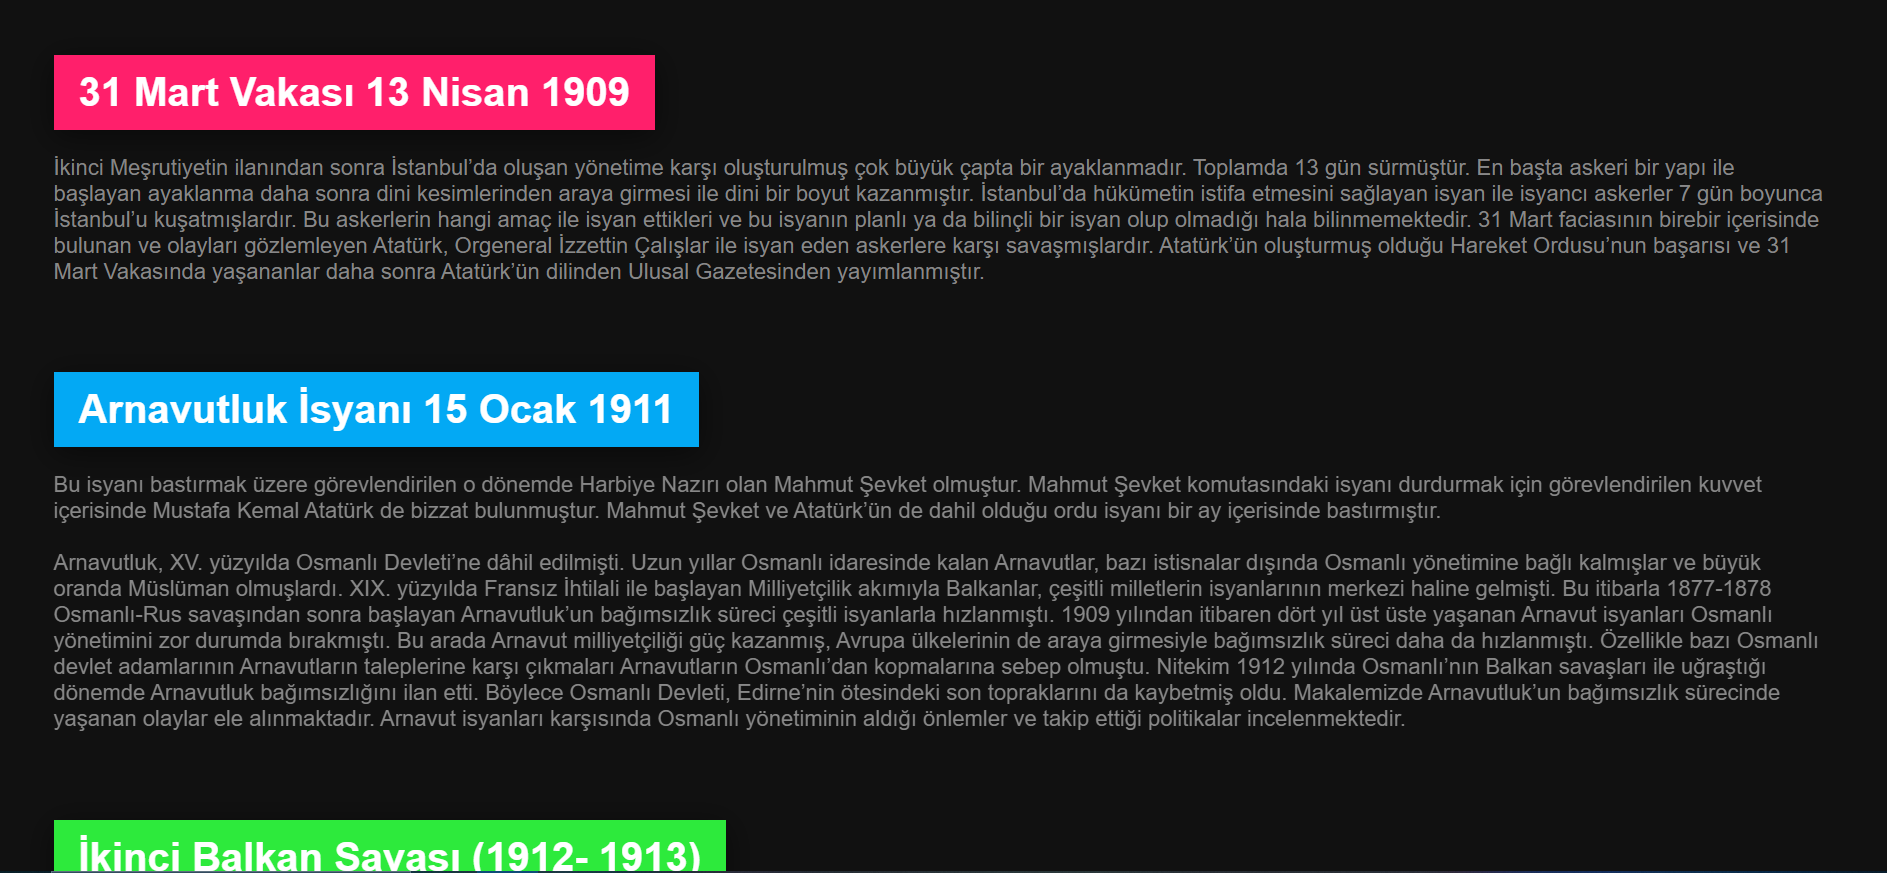 31 Mart Vakası 13 Nisan 1909
İkinci Meşrutiyetin ilanından sonra İstanbul’da oluşan yönetime karşı oluşturulmuş çok büyük çapta bir ayaklanmadır. Toplamda 13 gün sürmüştür. En başta askeri bir yapı ile
başlayan ayaklanma daha sonra dini kesimlerinden araya girmesi ile dini bir boyut kazanmıştır. İstanbul’da hükümetin istifa etmesini sağlayan isyan ile isyancı askerler 7 gün boyunca
İstanbul’u kuşatmışlardır. Bu askerlerin hangi amaç ile isyan ettikleri ve bu isyanın planlı ya da bilinçli bir isyan olup olmadığı hala bilinmemektedir. 31 Mart faciasının birebir içerisinde
bulunan ve olayları gözlemleyen Atatürk, Orgeneral İzzettin Çalışlar ile isyan eden askerlere karşı savaşmışlardır. Atatürk’ün oluşturmuş olduğu Hareket Ordusu’nun başarısı ve 31
Mart Vakasında yaşananlar daha sonra Atatürk’ün dilinden Ulusal Gazetesinden yayımlanmıştır.
Arnavutluk İsyanı 15 Ocak 1911
Bu isyanı bastırmak üzere görevlendirilen o dönemde Harbiye Nazırı olan Mahmut Şevket olmuştur. Mahmut Şevket komutasındaki isyanı durdurmak için görevlendirilen kuvvet
içerisinde Mustafa Kemal Atatürk de bizzat bulunmuştur. Mahmut Şevket ve Atatürk’ün de dahil olduğu ordu isyanı bir ay içerisinde bastırmıştır.
Arnavutluk, XV. yüzyılda Osmanlı Devleti’ne dâhil edilmişti. Uzun yıllar Osmanlı idaresinde kalan Arnavutlar, bazı istisnalar dışında Osmanlı yönetimine bağlı kalmışlar ve büyük
oranda Müslüman olmuşlardı. XIX. yüzyılda Fransız İhtilali ile başlayan Milliyetçilik akımıyla Balkanlar, çeşitli milletlerin isyanlarının merkezi haline gelmişti. Bu itibarla 1877-1878
Osmanlı-Rus savaşından sonra başlayan Arnavutluk’un bağımsızlık süreci çeşitli isyanlarla hızlanmıştı. 1909 yılından itibaren dört yıl üst üste yaşanan Arnavut isyanları Osmanlı
yönetimini zor durumda bırakmıştı. Bu arada Arnavut milliyetçiliği güç kazanmış, Avrupa ülkelerinin de araya girmesiyle bağımsızlık süreci daha da hızlanmıştı. Özellikle bazı Osmanlı
devlet adamlarının Arnavutların taleplerine karşı çıkmaları Arnavutların Osmanlı’dan kopmalarına sebep olmuştu. Nitekim 1912 yılında Osmanlı’nın Balkan savaşları ile uğraştığı
dönemde Arnavutluk bağımsızlığını ilan etti. Böylece Osmanlı Devleti, Edirne’nin ötesindeki son topraklarını da kaybetmiş oldu. Makalemizde Arnavutluk’un bağımsızlık sürecinde
yaşanan olaylar ele alınmaktadır. Arnavut isyanları karşısında Osmanlı yönetiminin aldığı önlemler ve takip ettiği politikalar incelenmektedir.
İkinci Balkan Savaşı (1912- 1913)